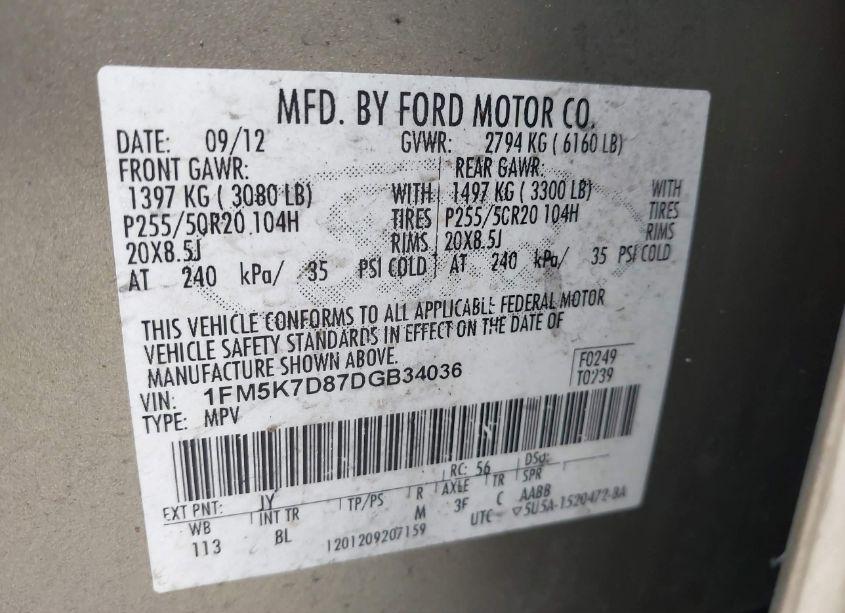 MFD. BY FORD MOTOR CO.
DATE: 09/12 GVWR: 2794 KG ( 6160 LB)
FRONT GAWR: REAR GAWR:
1397 KG ( 3080 LB) WITH 1497 KG ( 3300 LB) WITH
P255/50R20 104H TIRES P255/50R20 104H TIRES
20X8.5J RIMS 20X8.5J RIMS
AT 240 kPa/ 35 PSI COLD AT 240 kPa/ 35 PSI COLD
THIS VEHICLE CONFORMS TO ALL APPLICABLE FEDERAL MOTOR
VEHICLE SAFETY STANDARDS IN EFFECT ON THE DATE OF
MANUFACTURE SHOWN ABOVE.
VIN: 1FM5K7D87DGB34036 F0249
TYPE: MPV T0239
EXT PNT: JY RC: 56 DSO:
WB INT TR TP/PS R AXLE TR SPR
113 BL M 3F C AABB
1201209207159 UTC ▽5U5A-1520472-BA